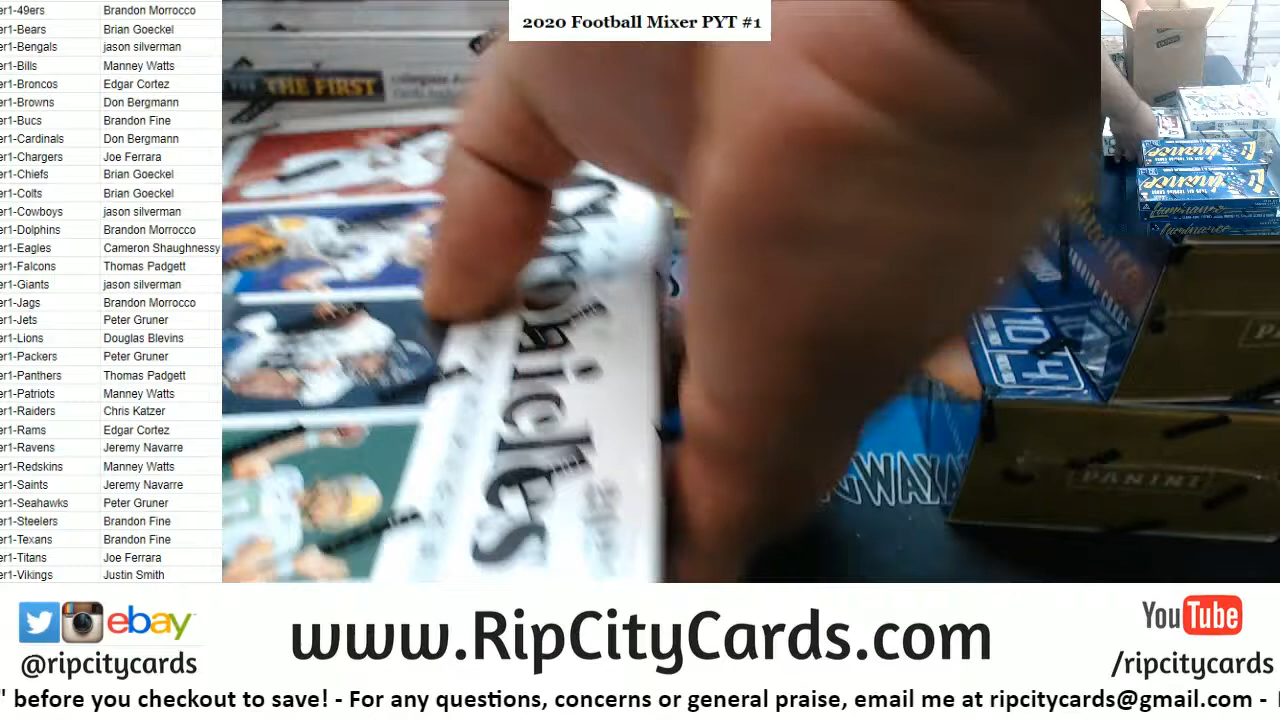 2020 Football Mixer PYT #1
er1-49ers Brandon Morrocco
er1-Bears Brian Goeckel
er1-Bengals jason silverman
er1-Bills Manney Watts
er1-Broncos Edgar Cortez
er1-Browns Don Bergmann
er1-Bucs Brandon Fine
er1-Cardinals Don Bergmann
er1-Chargers Joe Ferrara
er1-Chiefs Brian Goeckel
er1-Colts Brian Goeckel
er1-Cowboys jason silverman
er1-Dolphins Brandon Morrocco
er1-Eagles Cameron Shaughnessy
er1-Falcons Thomas Padgett
er1-Giants jason silverman
er1-Jags Brandon Morrocco
er1-Jets Peter Gruner
er1-Lions Douglas Blevins
er1-Packers Peter Gruner
er1-Panthers Thomas Padgett
er1-Patriots Manney Watts
er1-Raiders Chris Katzer
er1-Rams Edgar Cortez
er1-Ravens Jeremy Navarre
er1-Redskins Manney Watts
er1-Saints Jeremy Navarre
er1-Seahawks Peter Gruner
er1-Steelers Brandon Fine
er1-Texans Brandon Fine
er1-Titans Joe Ferrara
er1-Vikings Justin Smith
THE FIRST
Chronicles
10
14
PANINI
Luminance
ebay
@ripcitycards
www.RipCityCards.com
YouTube
/ripcitycards
" before you checkout to save! - For any questions, concerns or general praise, email me at ripcitycards@gmail.com -